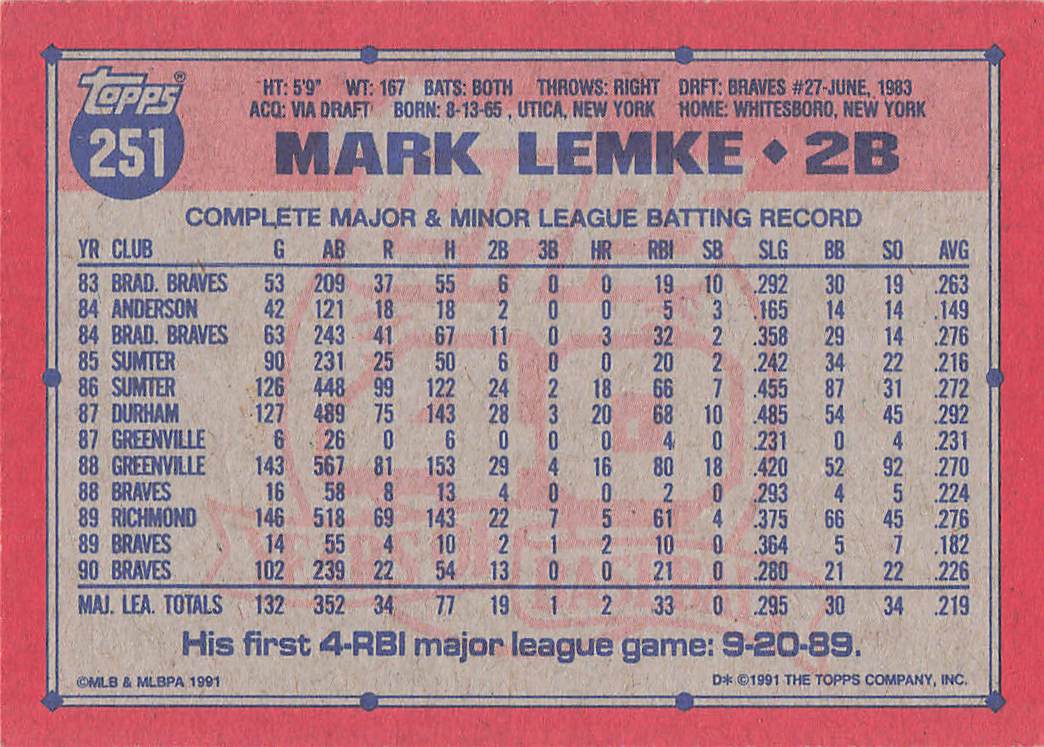 Topps®
251
HT: 5'9" WT: 167 BATS: BOTH THROWS: RIGHT DRFT: BRAVES #27-JUNE, 1983
ACQ: VIA DRAFT BORN: 8-13-65 , UTICA, NEW YORK HOME: WHITESBORO, NEW YORK
MARK LEMKE ◆ 2B
COMPLETE MAJOR & MINOR LEAGUE BATTING RECORD
YR CLUB G AB R H 2B 3B HR RBI SB SLG BB SO AVG
83 BRAD. BRAVES 53 209 37 55 6 0 0 19 10 .292 30 19 .263
84 ANDERSON 42 121 18 18 2 0 0 5 3 .165 14 14 .149
84 BRAD. BRAVES 63 243 41 67 11 0 3 32 2 .358 29 14 .276
85 SUMTER 90 231 25 50 6 0 0 20 2 .242 34 22 .216
86 SUMTER 126 448 99 122 24 2 18 66 7 .455 87 31 .272
87 DURHAM 127 489 75 143 28 3 20 68 10 .485 54 45 .292
87 GREENVILLE 6 26 0 6 0 0 0 4 0 .231 0 4 .231
88 GREENVILLE 143 567 81 153 29 4 16 80 18 .420 52 92 .270
88 BRAVES 16 58 8 13 4 0 0 2 0 .293 4 5 .224
89 RICHMOND 146 518 69 143 22 7 5 61 4 .375 66 45 .276
89 BRAVES 14 55 4 10 2 1 2 10 0 .364 5 7 .182
90 BRAVES 102 239 22 54 13 0 0 21 0 .280 21 22 .226
MAJ. LEA. TOTALS 132 352 34 77 19 1 2 33 0 .295 30 34 .219
His first 4-RBI major league game: 9-20-89.
©MLB & MLBPA 1991
D* ©1991 THE TOPPS COMPANY, INC.